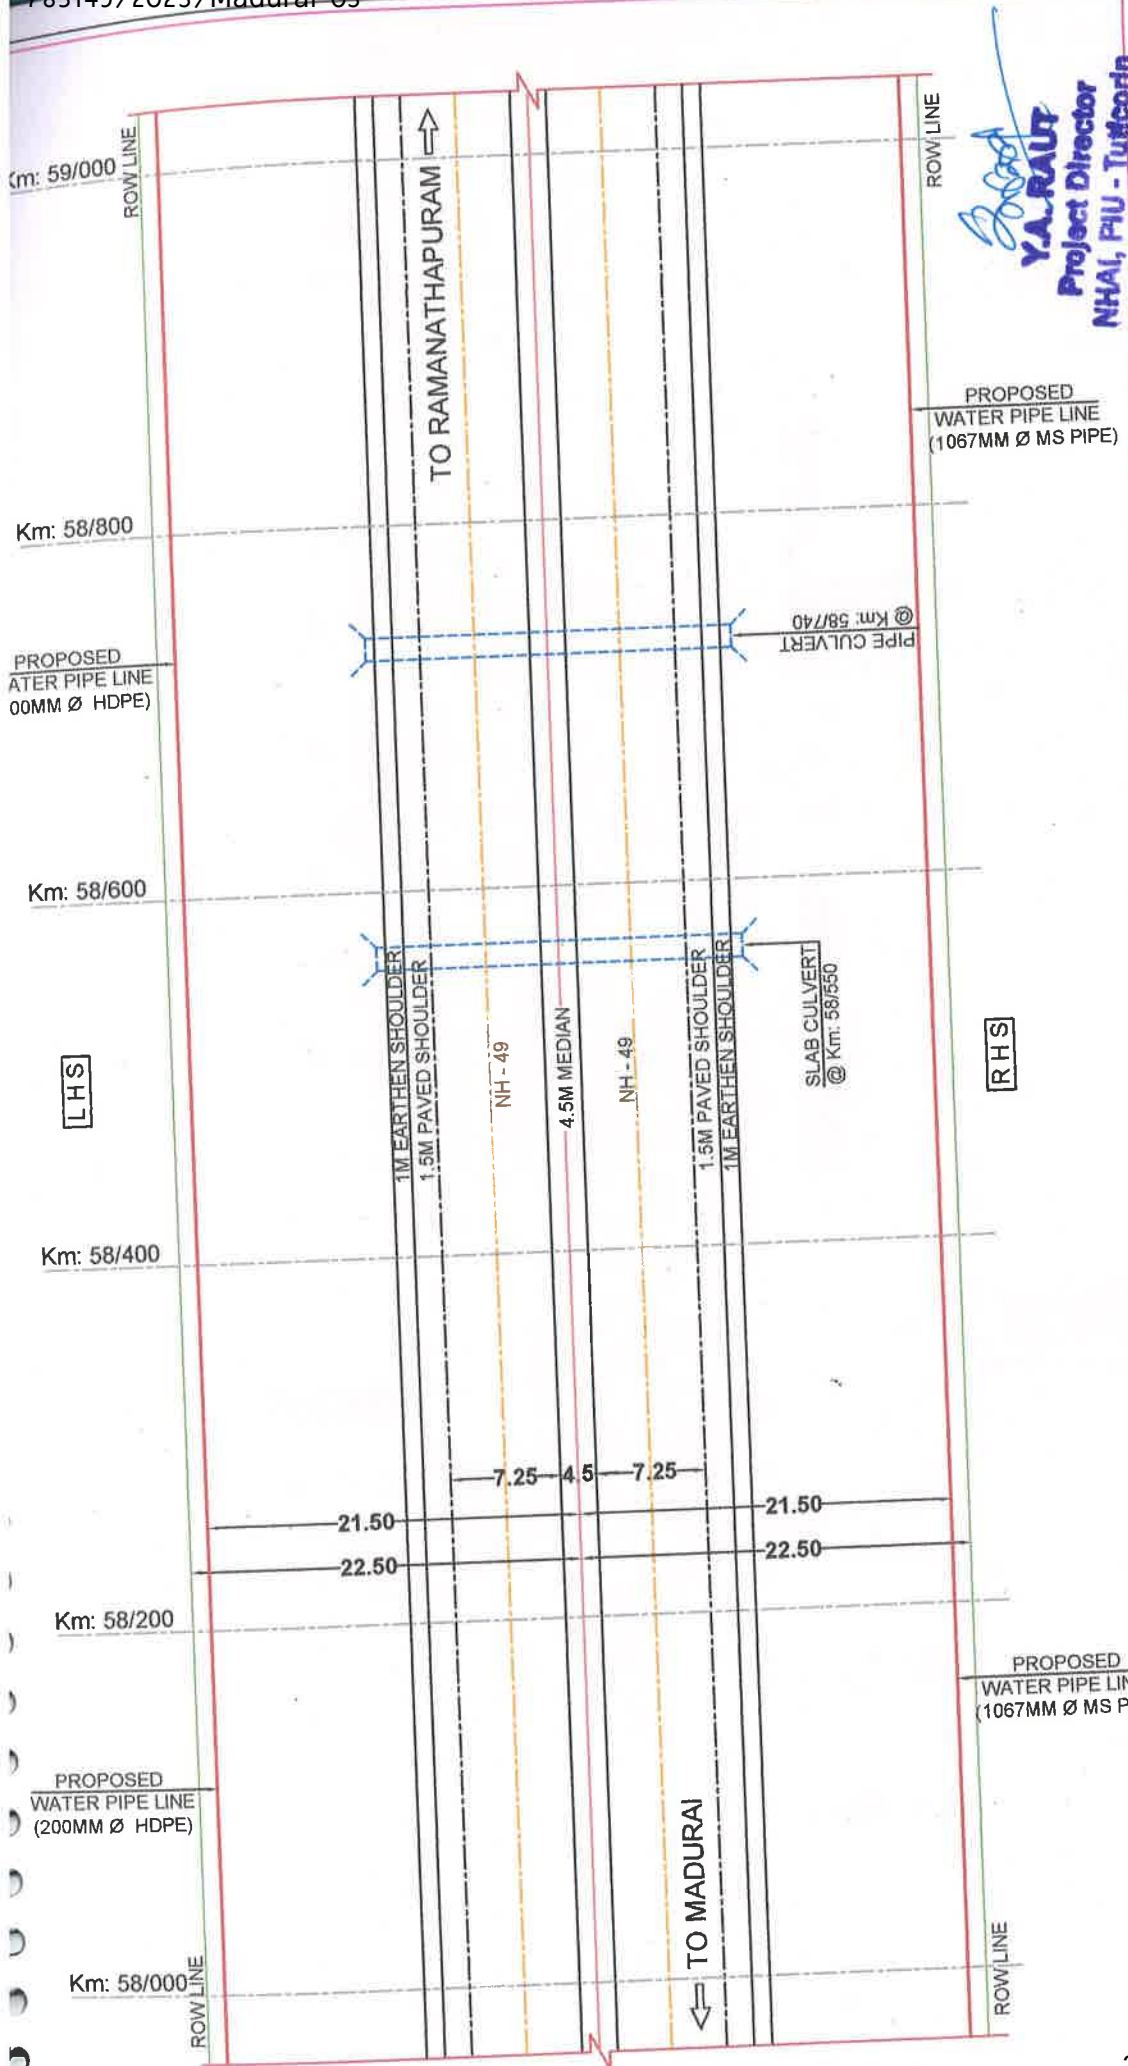 Km: 59/000
ROW LINE
TO RAMANATHAPURAM
ROW LINE
Y.A. RAUT
Project Director
NHAI, PIU - Tuticorin
PROPOSED
WATER PIPE LINE
(1067MM Ø MS PIPE)
Km: 58/800
PIPE CULVERT
@ Km: 58/740
PROPOSED
ATER PIPE LINE
00MM Ø HDPE)
Km: 58/600
1M EARTHEN SHOULDER
1.5M PAVED SHOULDER
NH - 49
4.5M MEDIAN
NH - 49
1.5M PAVED SHOULDER
1M EARTHEN SHOULDER
SLAB CULVERT
@ Km: 58/550
LHS
RHS
Km: 58/400
7.25 4.5 7.25
21.50 21.50
22.50 22.50
Km: 58/200
PROPOSED
WATER PIPE LIN
(1067MM Ø MS P
PROPOSED
WATER PIPE LINE
(200MM Ø HDPE)
TO MADURAI
Km: 58/000
ROW LINE
ROW LINE